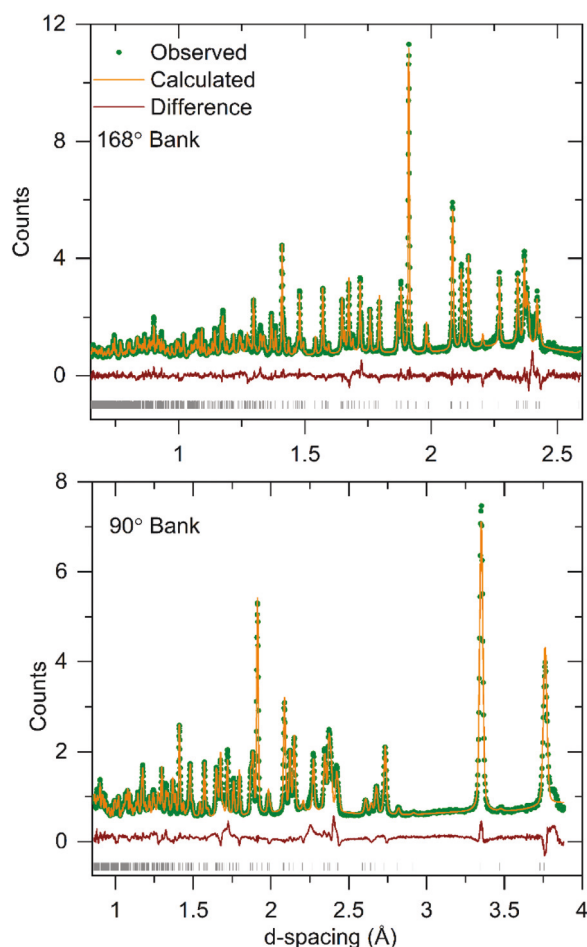 12
Observed
Calculated
Difference
168° Bank
8
Counts
4
0
1 1.5 2 2.5
8
90° Bank
6
Counts
4
2
0
1 1.5 2 2.5 3 3.5 4
d-spacing (Å)